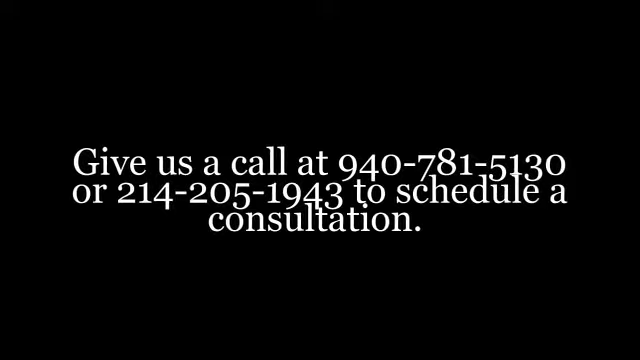 Give us a call at 940-781-5130
or 214-205-1943 to schedule a
consultation.